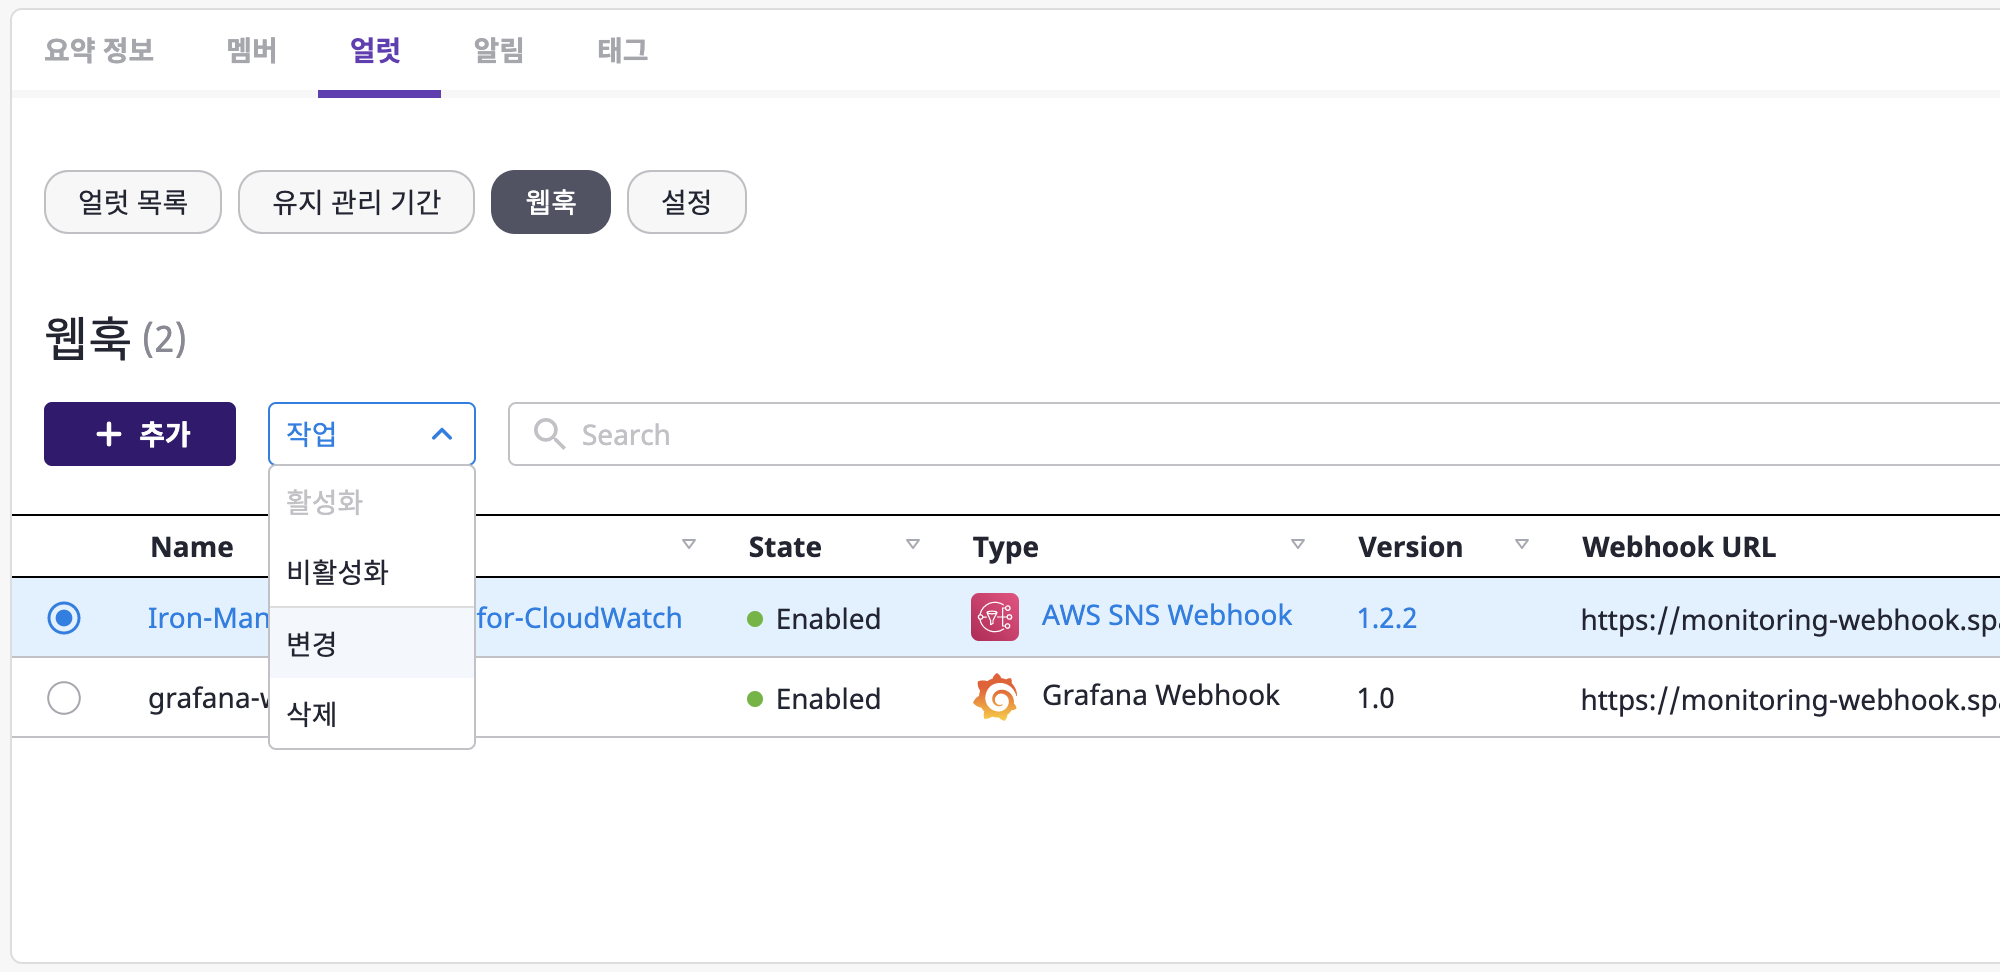 요약 정보 멤버 얼럿 알림 태그
얼럿 목록 유지 관리 기간 웹훅 설정
웹훅 (2)
+ 추가 작업 Search
활성화
비활성화
변경
삭제
Name State Type Version Webhook URL
Iron-Man for-CloudWatch Enabled AWS SNS Webhook 1.2.2 https://monitoring-webhook.sp
grafana- Enabled Grafana Webhook 1.0 https://monitoring-webhook.sp